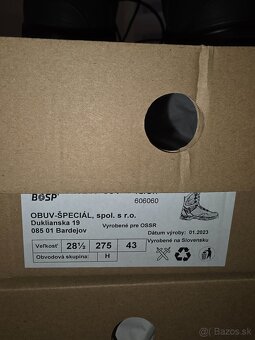 BOSP
606060
OBUV-ŠPECIÁL, spol. s r.o.
Duklianska 19
085 01 Bardejov
Vyrobené pre OSSR
Dátum výroby: 01.2023
Vyrobené na Slovensku
Veľkosť 28½ 275 43
Obvodová skupina: H
Bazos.sk